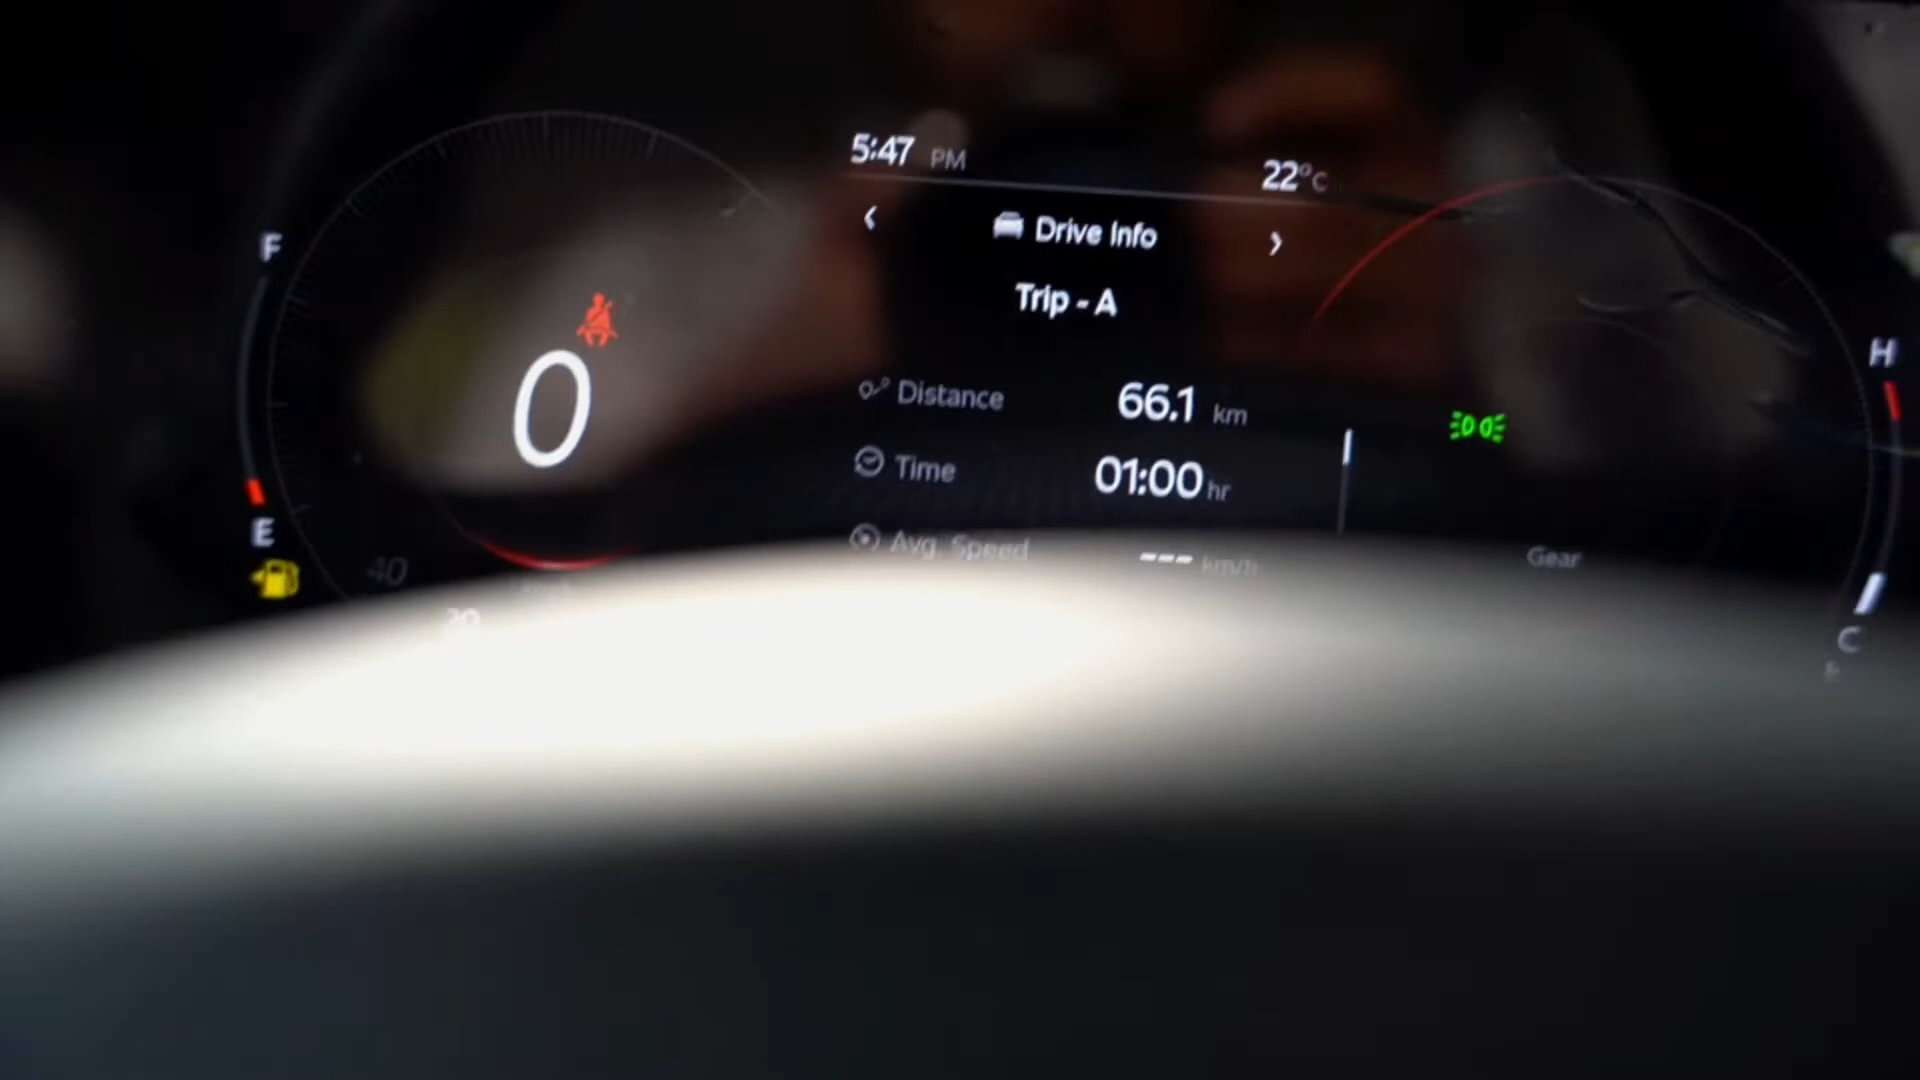 5:47 PM
22°C
Drive Info
Trip - A
F
H
Distance 66.1 km
0
Time 01:00 hr
E
Avg. Speed --- km/h
Gear
40
C